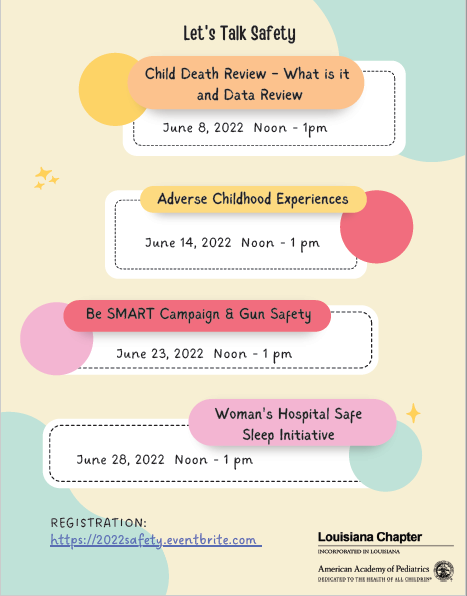 Let's Talk Safety
Child Death Review - What is it
and Data Review
June 8, 2022 Noon - 1pm
Adverse Childhood Experiences
June 14, 2022 Noon - 1 pm
Be SMART Campaign & Gun Safety
June 23, 2022 Noon - 1 pm
Woman's Hospital Safe
Sleep Initiative
June 28, 2022 Noon - 1 pm
REGISTRATION:
https://2022safety.eventbrite.com
Louisiana Chapter
INCORPORATED IN LOUISIANA
American Academy of Pediatrics
DEDICATED TO THE HEALTH OF ALL CHILDREN®